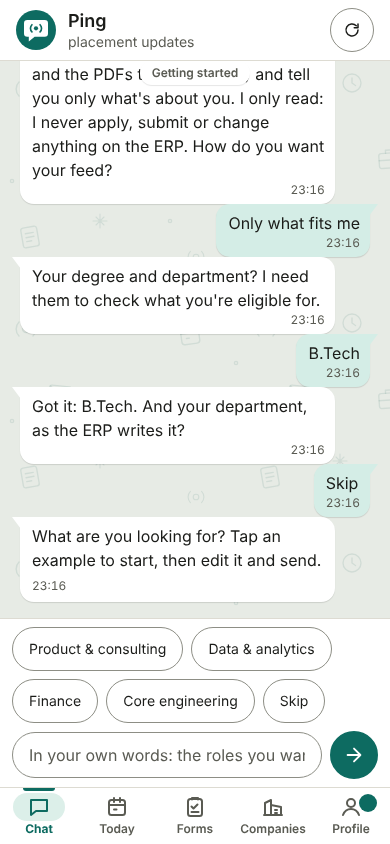 Ping
placement updates
Getting started
and the PDFs and tell
you only what's about you. I only read:
I never apply, submit or change
anything on the ERP. How do you want
your feed?
23:16
Only what fits me
23:16
Your degree and department? I need
them to check what you're eligible for.
23:16
B.Tech
23:16
Got it: B.Tech. And your department,
as the ERP writes it?
23:16
Skip
23:16
What are you looking for? Tap an
example to start, then edit it and send.
23:16
Product & consulting
Data & analytics
Finance
Core engineering
Skip
In your own words: the roles you
Chat
Today
Forms
Companies
Profile